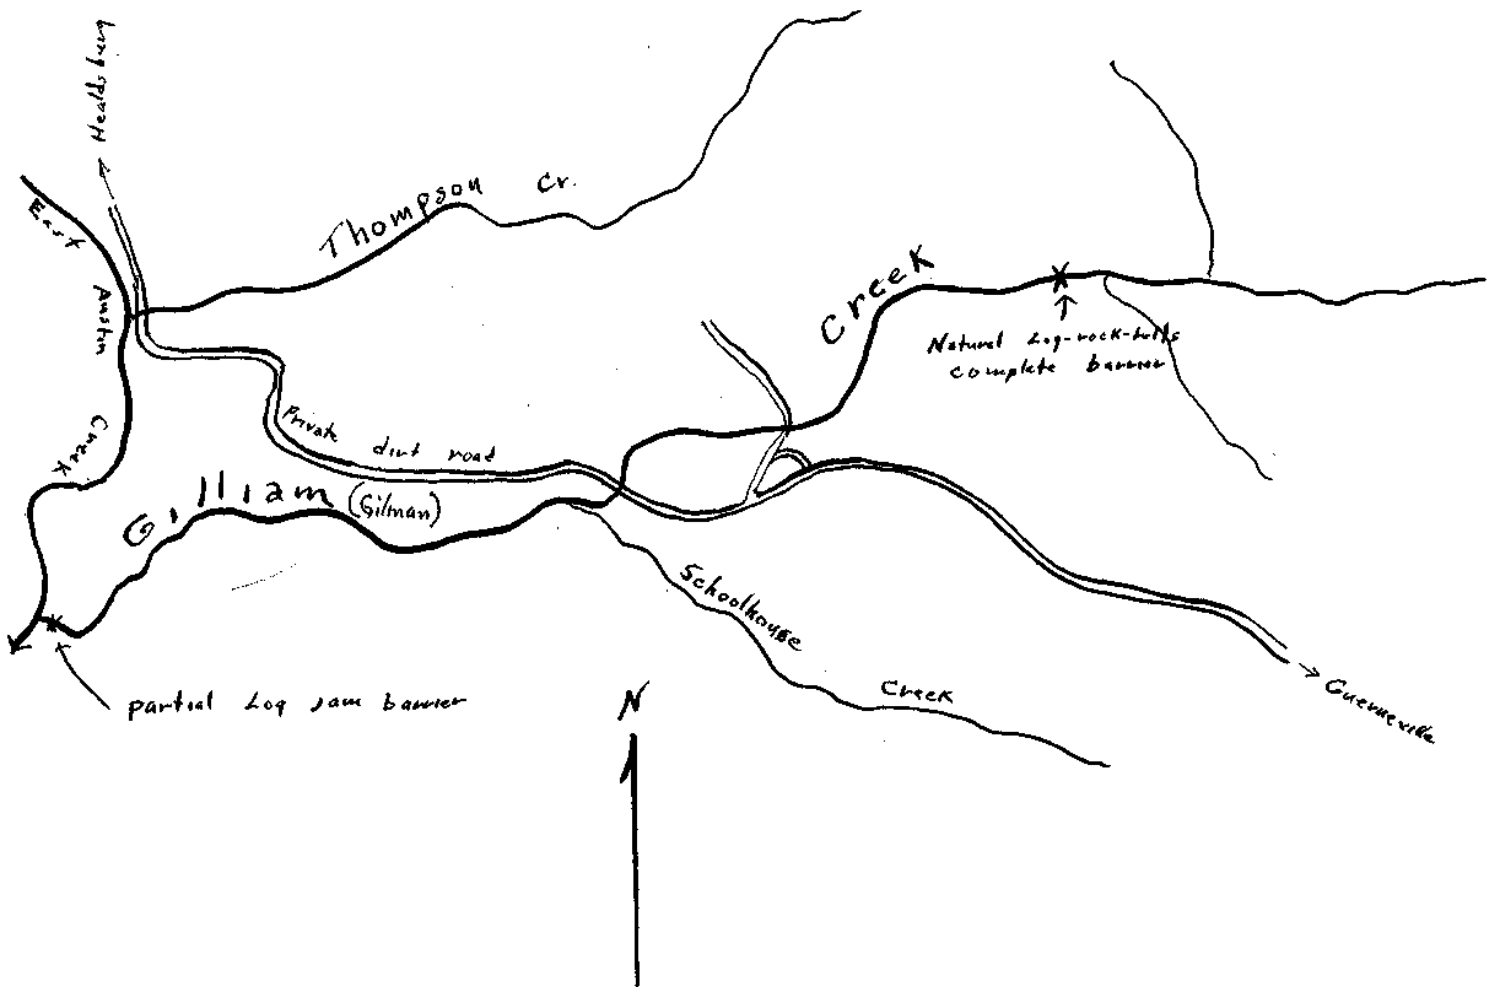 Healdsburg
East Austin Creek
Thompson Cr.
Creek
Natural Log-rock-
complete barrier
Private dirt road
Gilliam (Gilman)
Schoolhouse Creek
Guerneville
partial Log jam barrier
N